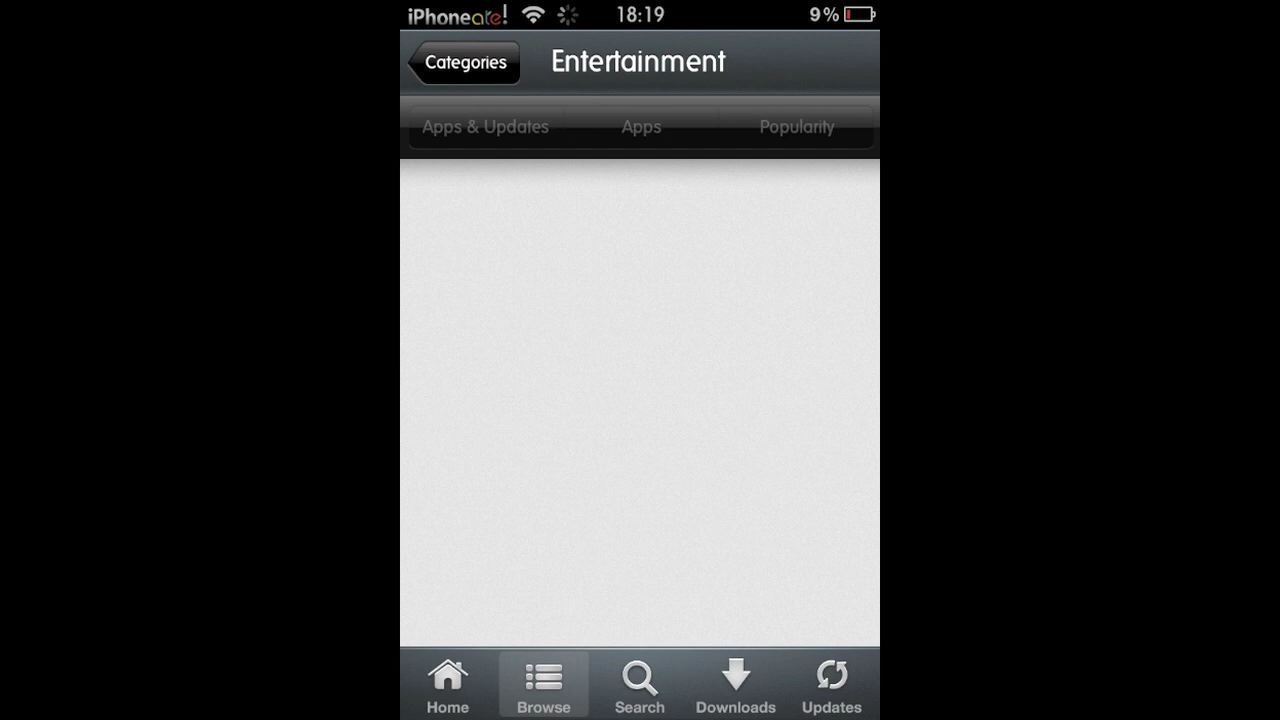 iPhoneate! 18:19 9%
Categories Entertainment
Apps & Updates Apps Popularity
Home Browse Search Downloads Updates